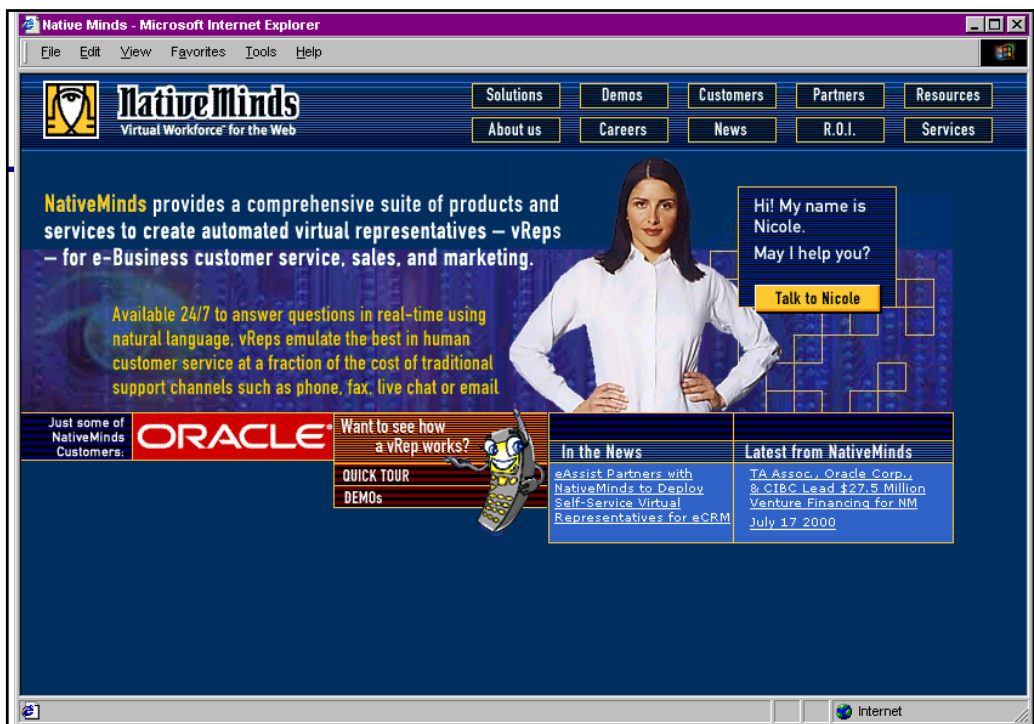 Native Minds - Microsoft Internet Explorer
File Edit View Favorites Tools Help
NativeMinds
Virtual Workforce for the Web
Solutions Demos Customers Partners Resources
About us Careers News R.O.I. Services
NativeMinds provides a comprehensive suite of products and
services to create automated virtual representatives – vReps
– for e-Business customer service, sales, and marketing.
Available 24/7 to answer questions in real-time using
natural language, vReps emulate the best in human
customer service at a fraction of the cost of traditional
support channels such as phone, fax, live chat or email
Hi! My name is
Nicole.
May I help you?
Talk to Nicole
Just some of
NativeMinds
Customers:
ORACLE
Want to see how
a vRep works?
QUICK TOUR
DEMOs
In the News
eAssist Partners with
NativeMinds to Deploy
Self-Service Virtual
Representatives for eCRM
Latest from NativeMinds
TA Assoc., Oracle Corp.,
& CIBC Lead $27.5 Million
Venture Financing for NM
July 17 2000
Internet